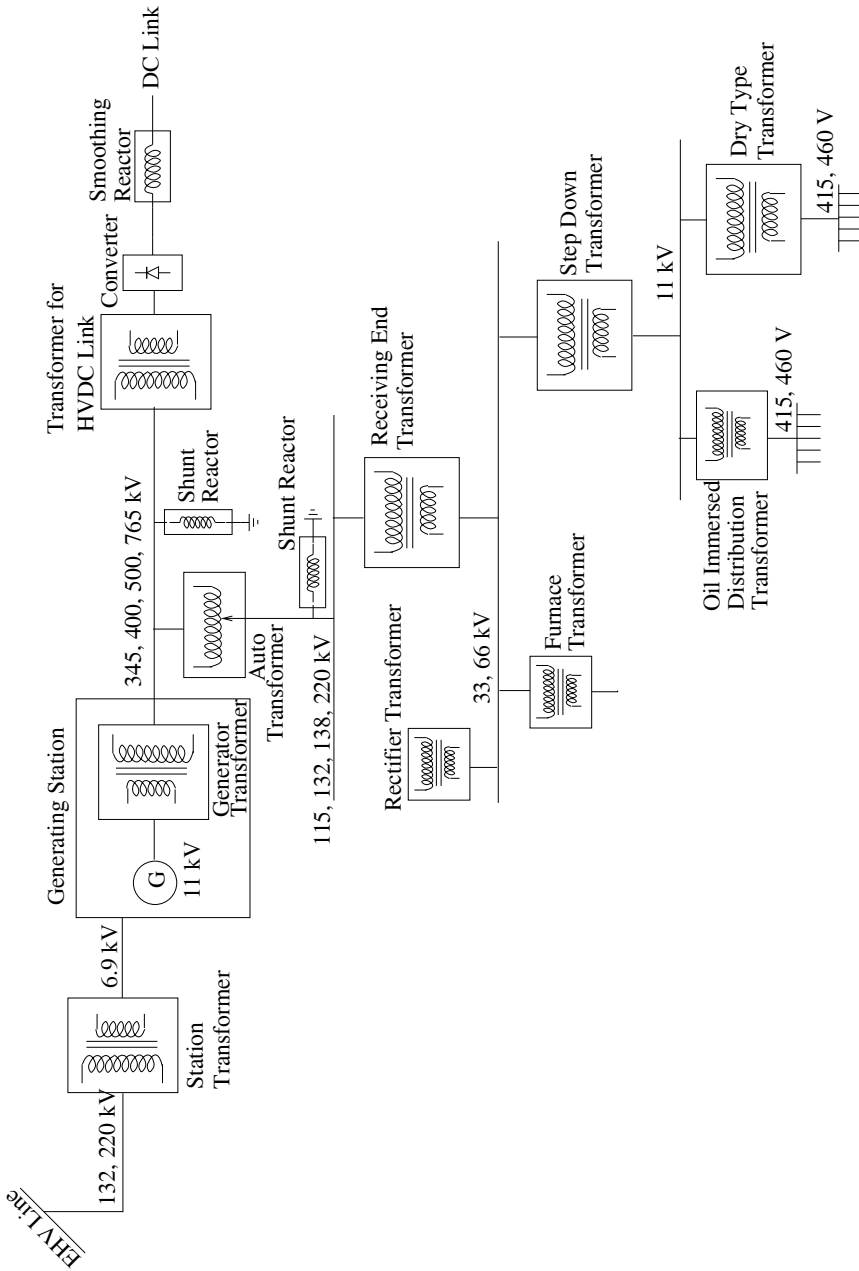 EHV Line
132, 220 kV
Station
Transformer
6.9 kV
Generating Station
G
11 kV
Generator
Transformer
345, 400, 500, 765 kV
Auto
Transformer
Shunt
Reactor
Transformer for
HVDC Link
Converter
Smoothing
Reactor
DC Link
115, 132, 138, 220 kV
Shunt Reactor
Receiving End
Transformer
Rectifier Transformer
33, 66 kV
Furnace
Transformer
Step Down
Transformer
11 kV
Oil Immersed
Distribution
Transformer
415, 460 V
Dry Type
Transformer
415, 460 V